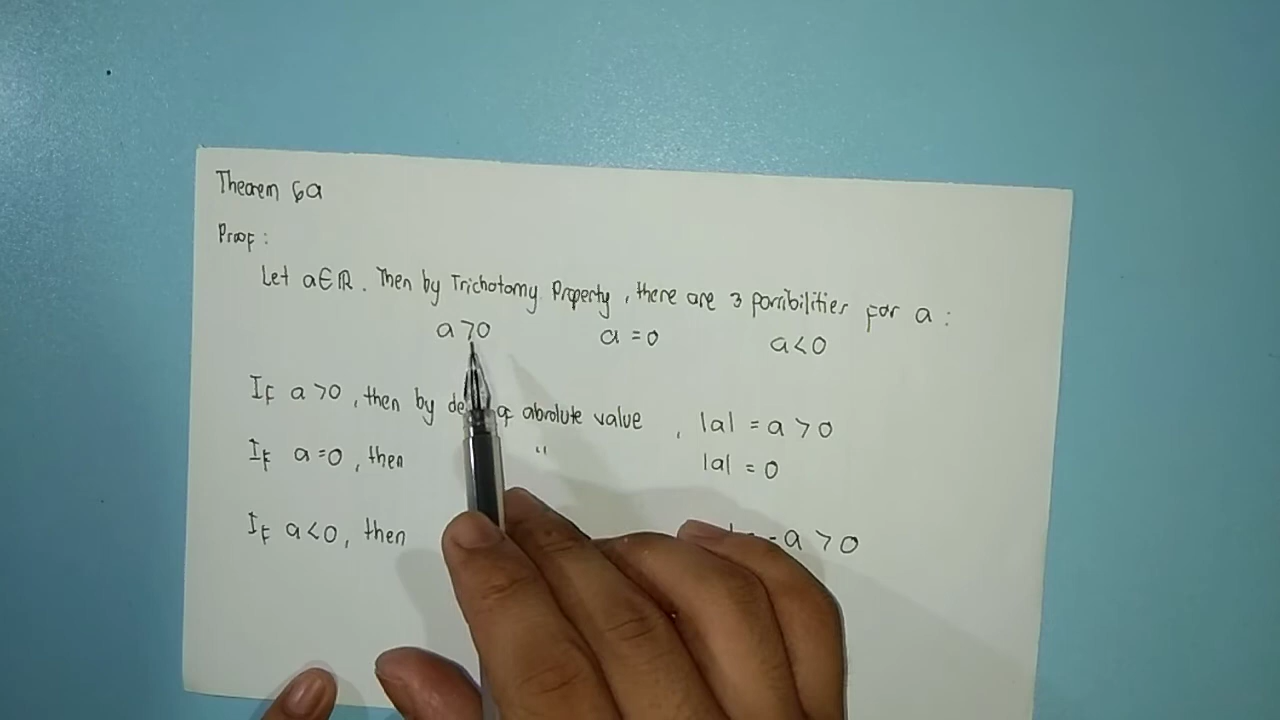 Theorem 6a
Proof :
Let a∈ℝ. Then by Trichotomy Property, there are 3 possibilities for a :
a >0 a = 0 a < 0
If a >0, then by of absolute value, |a| = a > 0
If a =0, then " |a| = 0
If a <0, then - a > 0